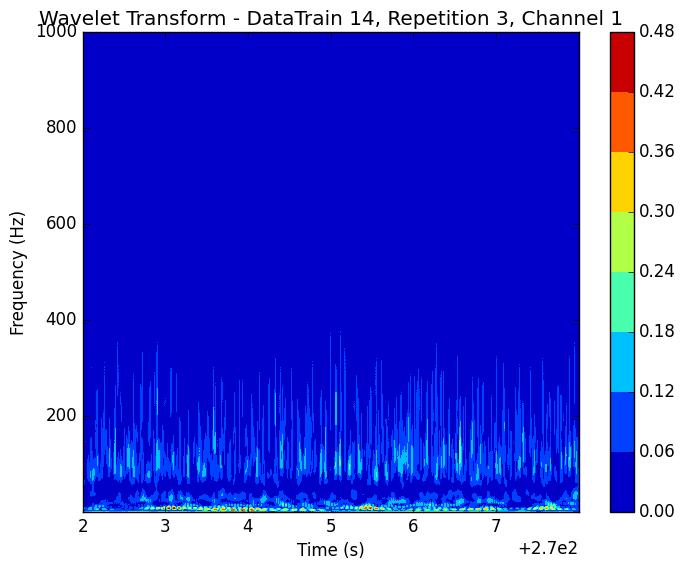 Wavelet Transform - DataTrain 14, Repetition 3, Channel 1
1000
800
600
400
200
Frequency (Hz)
2 3 4 5 6 7
Time (s)
+2.7e2
0.48
0.42
0.36
0.30
0.24
0.18
0.12
0.06
0.00